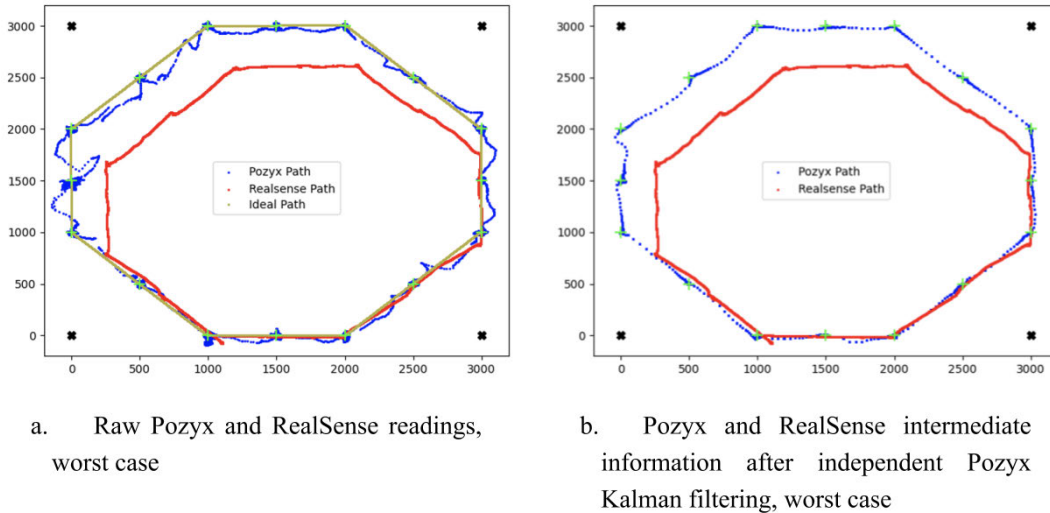 3000
2500
2000
1500
1000
500
0
Pozyx Path
Realsense Path
Ideal Path
0 500 1000 1500 2000 2500 3000
3000
2500
2000
1500
1000
500
0
Pozyx Path
Realsense Path
0 500 1000 1500 2000 2500 3000
a. Raw Pozyx and RealSense readings,
worst case
b. Pozyx and RealSense intermediate
information after independent Pozyx
Kalman filtering, worst case